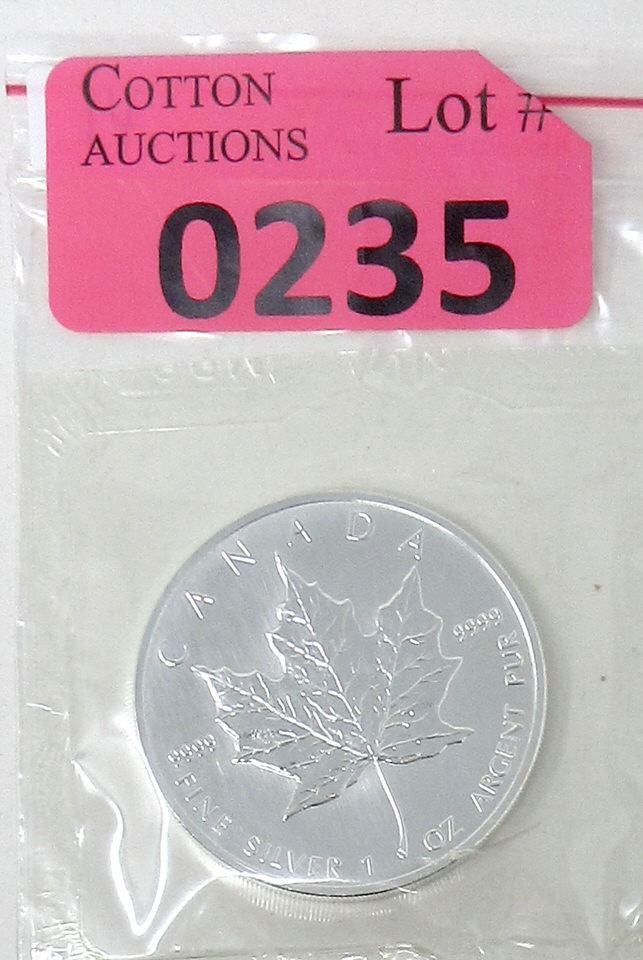 COTTON
AUCTIONS
Lot #
0235
CANADA
9999
9999
FINE SILVER 1 OZ ARGENT PUR